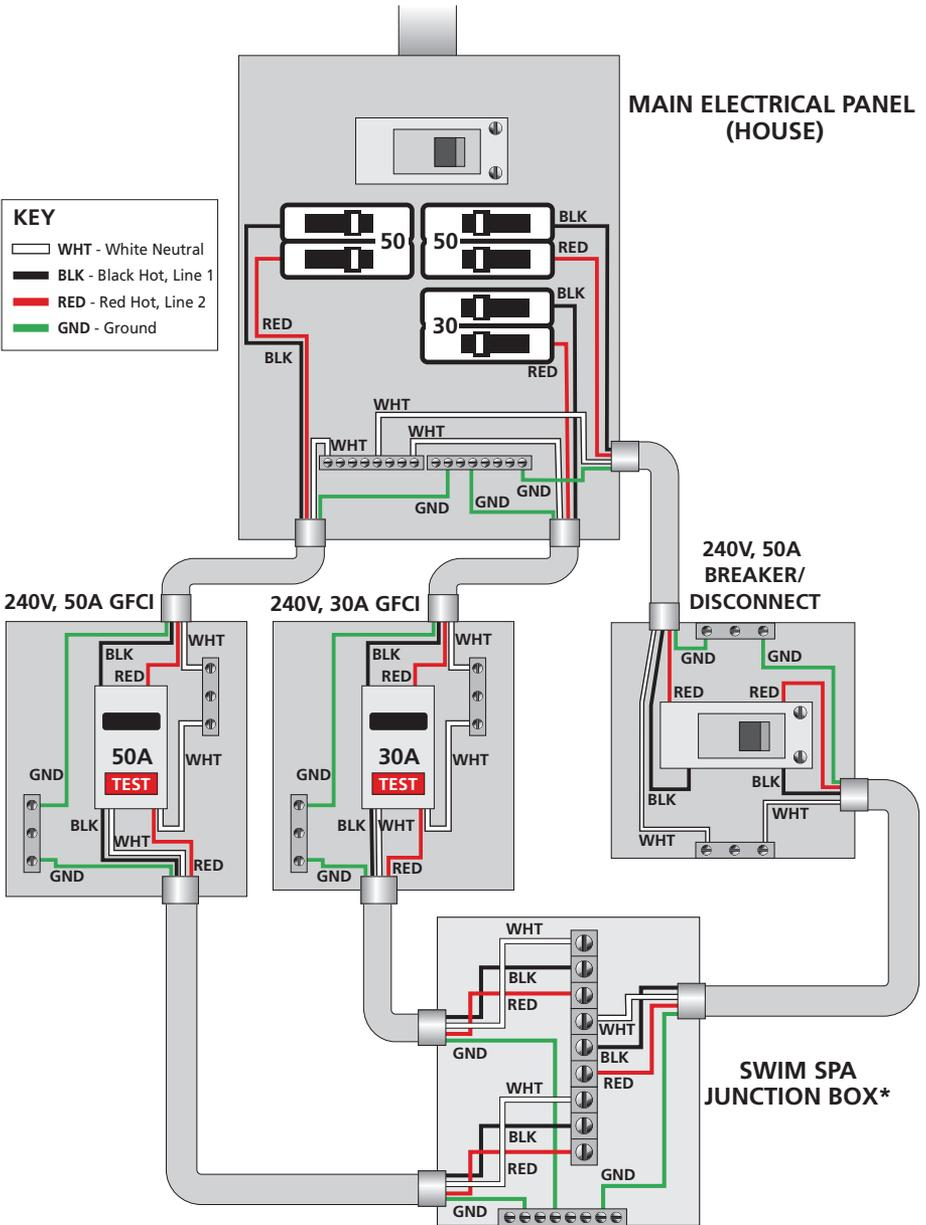 MAIN ELECTRICAL PANEL
(HOUSE)
KEY
WHT - White Neutral
BLK - Black Hot, Line 1
RED - Red Hot, Line 2
GND - Ground
50
50
BLK
RED
30
BLK
RED
RED
BLK
WHT
WHT
WHT
GND
GND
GND
240V, 50A GFCI
WHT
BLK
RED
50A
TEST
WHT
GND
BLK
WHT
RED
GND
240V, 30A GFCI
WHT
BLK
RED
30A
TEST
WHT
GND
BLK
WHT
RED
GND
240V, 50A
BREAKER/
DISCONNECT
GND
GND
RED
RED
BLK
BLK
WHT
WHT
WHT
BLK
RED
GND
WHT
BLK
RED
WHT
BLK
RED
GND
GND
SWIM SPA
JUNCTION BOX*